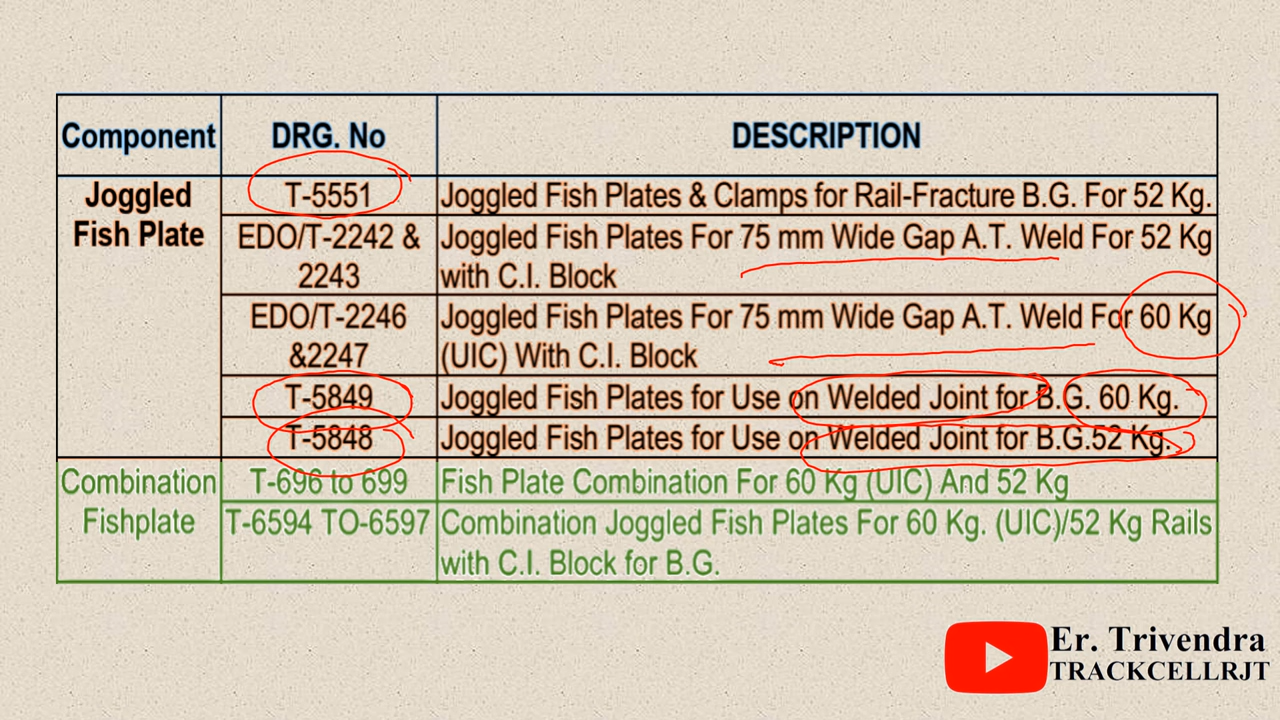 Component DRG. No DESCRIPTION
Joggled Fish Plate
T-5551 Joggled Fish Plates & Clamps for Rail-Fracture B.G. For 52 Kg.
EDO/T-2242 & Joggled Fish Plates For 75 mm Wide Gap A.T. Weld For 52 Kg
2243 with C.I. Block
EDO/T-2246 Joggled Fish Plates For 75 mm Wide Gap A.T. Weld For 60 Kg
&2247 (UIC) With C.I. Block
T-5849 Joggled Fish Plates for Use on Welded Joint for B.G. 60 Kg.
T-5848 Joggled Fish Plates for Use on Welded Joint for B.G.52 Kg.
Combination T-696 to 699 Fish Plate Combination For 60 Kg (UIC) And 52 Kg
Fishplate T-6594 TO-6597 Combination Joggled Fish Plates For 60 Kg. (UIC)/52 Kg Rails
with C.I. Block for B.G.
Er. Trivendra
TRACKCELLRJT